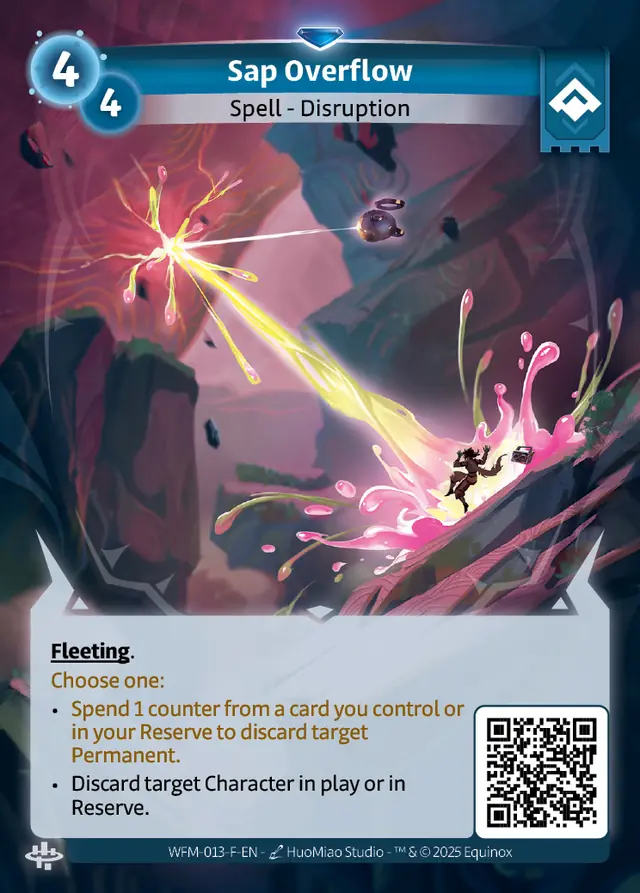 4
Sap Overflow
4
Spell - Disruption
Fleeting.
Choose one:
• Spend 1 counter from a card you control or
in your Reserve to discard target
Permanent.
• Discard target Character in play or in
Reserve.
WFM-013-F-EN - HuoMiao Studio - ™ & © 2025 Equinox